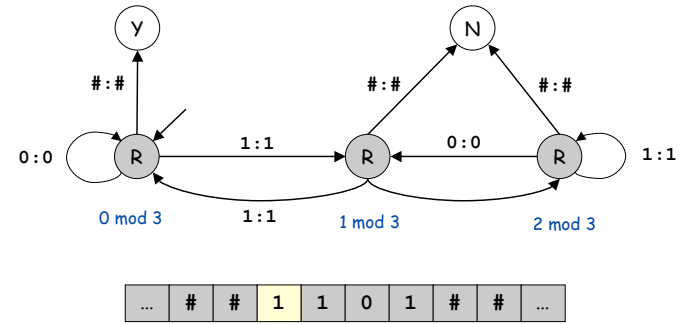 Y N
#:# #:# #:#
0:0 R 1:1 R 0:0 R 1:1
0 mod 3 1:1 1 mod 3 2 mod 3
... # # 1 1 0 1 # # ...